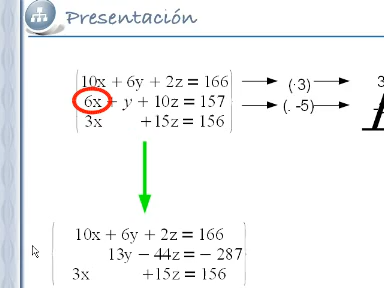 Presentación
10x + 6y + 2z = 166 (·3) 3
6x + y + 10z = 157 (. -5)
3x +15z = 156
10x + 6y + 2z = 166
13y − 44z = − 287
3x +15z = 156